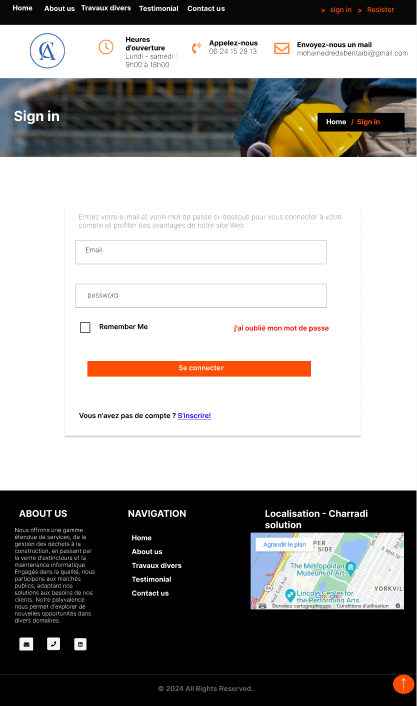 Home About us Travaux divers Testimonial Contact us > sign in > Resister
CA
Heures
d'ouverture
Lundi - samedi :
9h00 à 18h00
Appelez-nous
06 24 15 29 13
Envoyez-nous un mail
mohamedredabentaibi@gmail.com
Sign in
Home / Sign in
Entrez votre e-mail et votre mot de passe ci-dessous pour vous connecter à votre
compte et profiter des avantages de notre site Web.
Email
password
Remember Me
j'ai oublié mon mot de passe
Se connecter
Vous n'avez pas de compte ? S'inscrire!
ABOUT US
Nous offrons une gamme
étendue de services, de la
gestion des déchets à la
construction, en passant par
la vente d'extincteurs et la
maintenance informatique.
Engagés dans la qualité, nous
participons aux marchés
publics, adaptant nos
solutions aux besoins de nos
clients. Notre polyvalence
nous permet d'explorer de
nouvelles opportunités dans
divers domaines.
NAVIGATION
Home
About us
Travaux divers
Testimonial
Contact us
Localisation - Charradi
solution
Agrandir le plan
PER
SIDE
The Metropolitan
Museum of Art
YORKVIL
Lincoln Center for
the Performing Arts
Données cartographiques Conditions d'utilisation
© 2024 All Rights Reserved.